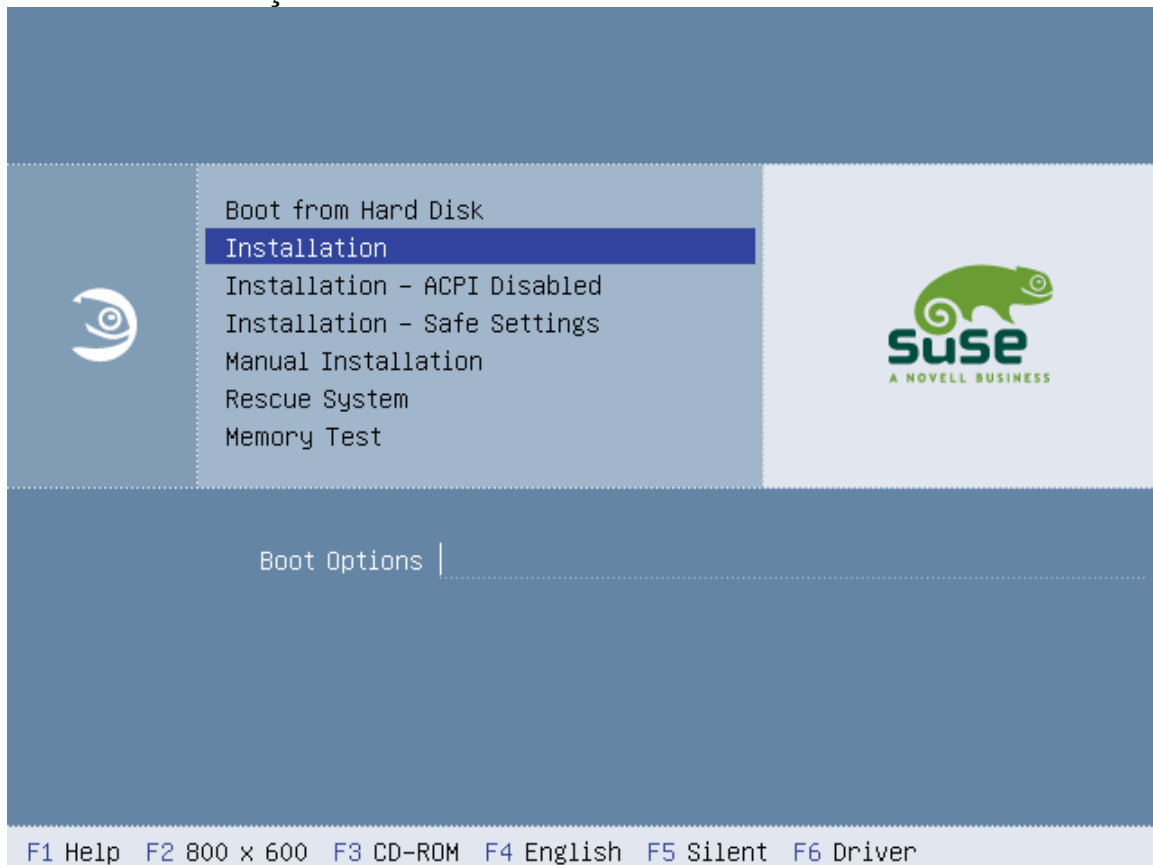 Boot from Hard Disk
Installation
Installation – ACPI Disabled
Installation – Safe Settings
Manual Installation
Rescue System
Memory Test
SUSE
A NOVELL BUSINESS
Boot Options
F1 Help F2 800 x 600 F3 CD-ROM F4 English F5 Silent F6 Driver